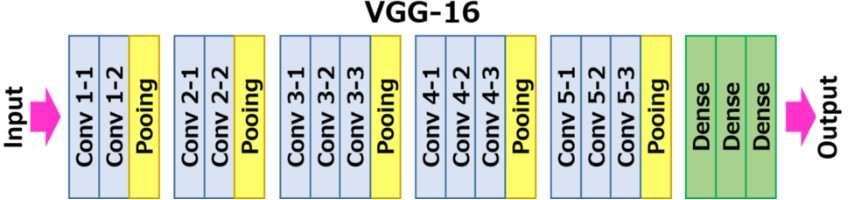 VGG-16
Input
Conv 1-1
Conv 1-2
Pooing
Conv 2-1
Conv 2-2
Pooing
Conv 3-1
Conv 3-2
Conv 3-3
Pooing
Conv 4-1
Conv 4-2
Conv 4-3
Pooing
Conv 5-1
Conv 5-2
Conv 5-3
Pooing
Dense
Dense
Dense
Output